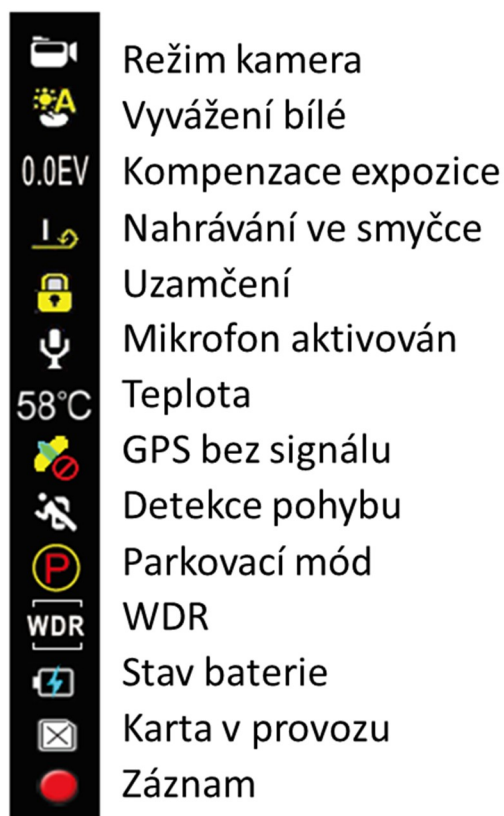 Režim kamera
A Vyvážení bílé
0.0EV Kompenzace expozice
1 Nahrávání ve smyčce
Uzamčení
Mikrofon aktivován
58°C Teplota
GPS bez signálu
Detekce pohybu
P Parkovací mód
WDR WDR
Stav baterie
Karta v provozu
Záznam